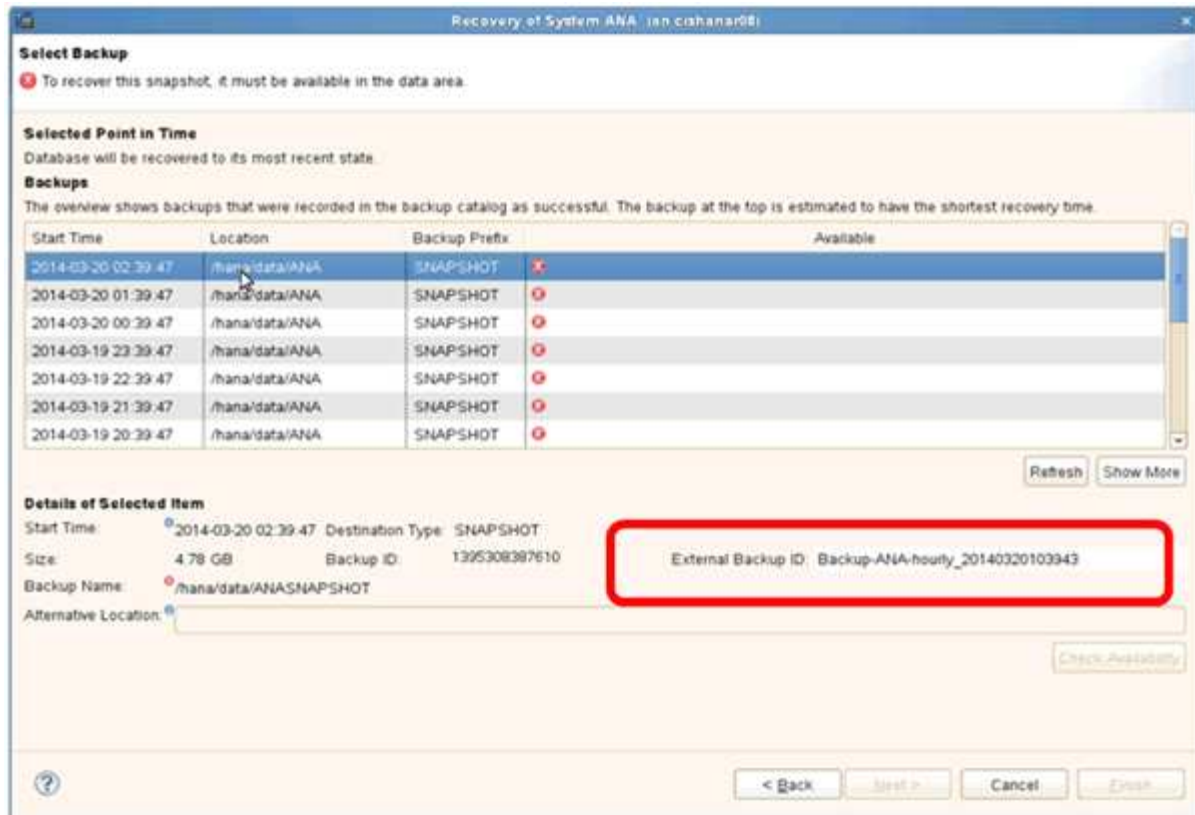 Recovery of System ANA (on cishanar08)
Select Backup
To recover this snapshot, it must be available in the data area.
Selected Point in Time
Database will be recovered to its most recent state.
Backups
The overview shows backups that were recorded in the backup catalog as successful. The backup at the top is estimated to have the shortest recovery time.
Start Time Location Backup Prefix Available
2014-03-20 02:39:47 /hana/data/ANA SNAPSHOT
2014-03-20 01:39:47 /hana/data/ANA SNAPSHOT
2014-03-20 00:39:47 /hana/data/ANA SNAPSHOT
2014-03-19 23:39:47 /hana/data/ANA SNAPSHOT
2014-03-19 22:39:47 /hana/data/ANA SNAPSHOT
2014-03-19 21:39:47 /hana/data/ANA SNAPSHOT
2014-03-19 20:39:47 /hana/data/ANA SNAPSHOT
Refresh Show More
Details of Selected Item
Start Time: 2014-03-20 02:39:47 Destination Type: SNAPSHOT
Size: 4.78 GB Backup ID: 1395308387610 External Backup ID: Backup-ANA-hourly_20140320103943
Backup Name: /hana/data/ANASNAPSHOT
Alternative Location:
Check Availability
< Back Next > Cancel Finish